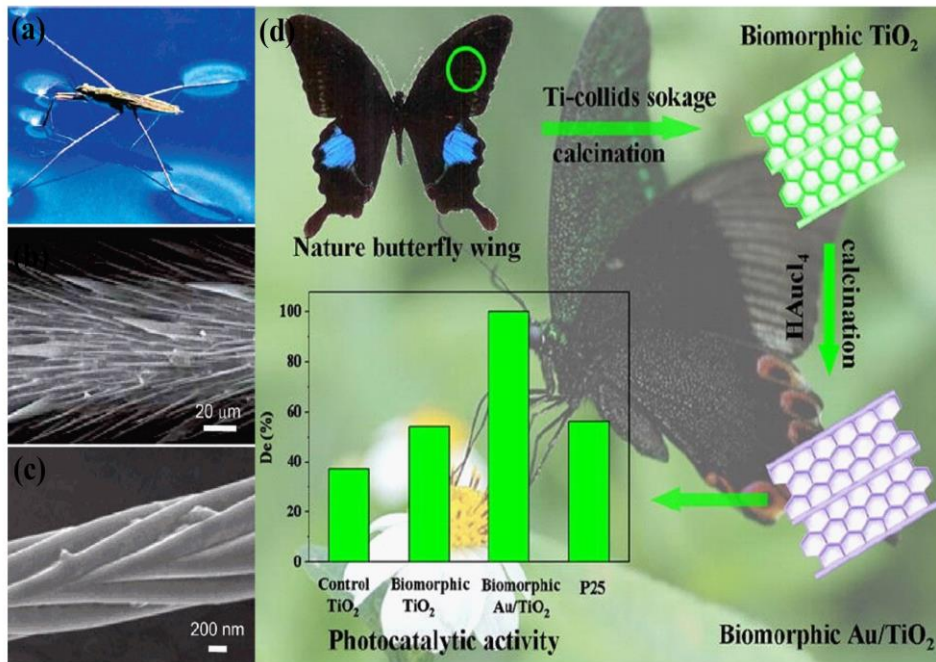 (a)
(b)
20 μm
(c)
200 nm
(d)
Nature butterfly wing
Ti-collids sokage
calcination
Biomorphic TiO₂
HAucl₄
calcination
Biomorphic Au/TiO₂
De (%)
100
80
60
40
20
0
Control
TiO₂
Biomorphic
TiO₂
Biomorphic
Au/TiO₂
P25
Photocatalytic activity